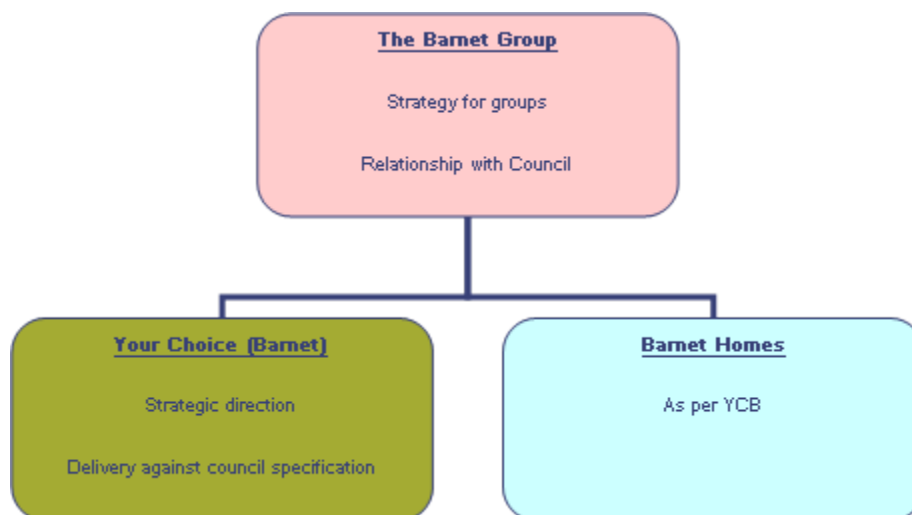 The Barnet Group
Strategy for groups
Relationship with Council
Your Choice (Barnet)
Strategic direction
Delivery against council specification
Barnet Homes
As per YCB